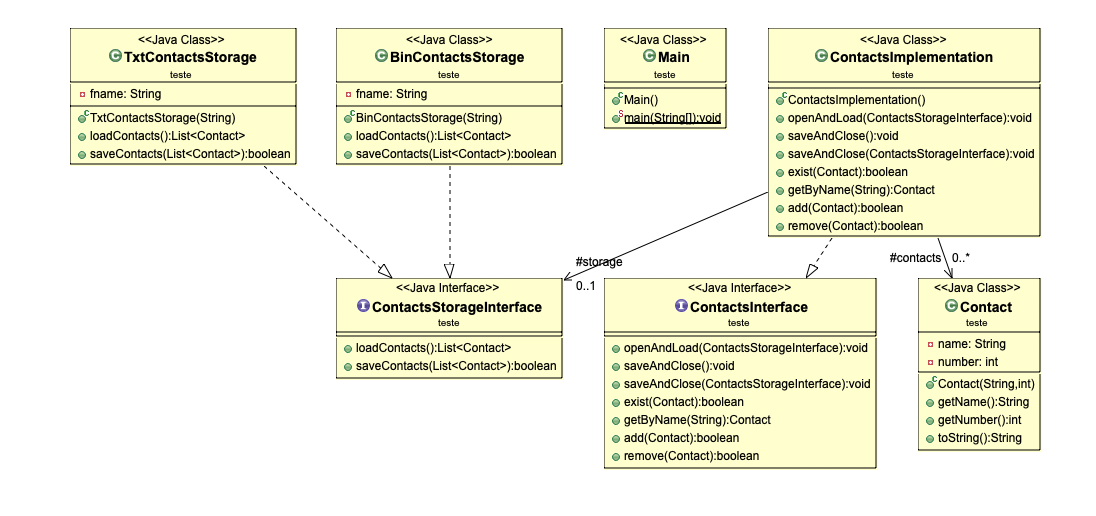 <<Java Class>>
TxtContactsStorage
teste
fname: String
TxtContactsStorage(String)
loadContacts():List<Contact>
saveContacts(List<Contact>):boolean
<<Java Class>>
BinContactsStorage
teste
fname: String
BinContactsStorage(String)
loadContacts():List<Contact>
saveContacts(List<Contact>):boolean
<<Java Class>>
Main
teste
Main()
main(String[]):void
<<Java Class>>
ContactsImplementation
teste
ContactsImplementation()
openAndLoad(ContactsStorageInterface):void
saveAndClose():void
saveAndClose(ContactsStorageInterface):void
exist(Contact):boolean
getByName(String):Contact
add(Contact):boolean
remove(Contact):boolean
#storage
0..1
#contacts
0..*
<<Java Interface>>
ContactsStorageInterface
teste
loadContacts():List<Contact>
saveContacts(List<Contact>):boolean
<<Java Interface>>
ContactsInterface
teste
openAndLoad(ContactsStorageInterface):void
saveAndClose():void
saveAndClose(ContactsStorageInterface):void
exist(Contact):boolean
getByName(String):Contact
add(Contact):boolean
remove(Contact):boolean
<<Java Class>>
Contact
teste
name: String
number: int
Contact(String,int)
getName():String
getNumber():int
toString():String